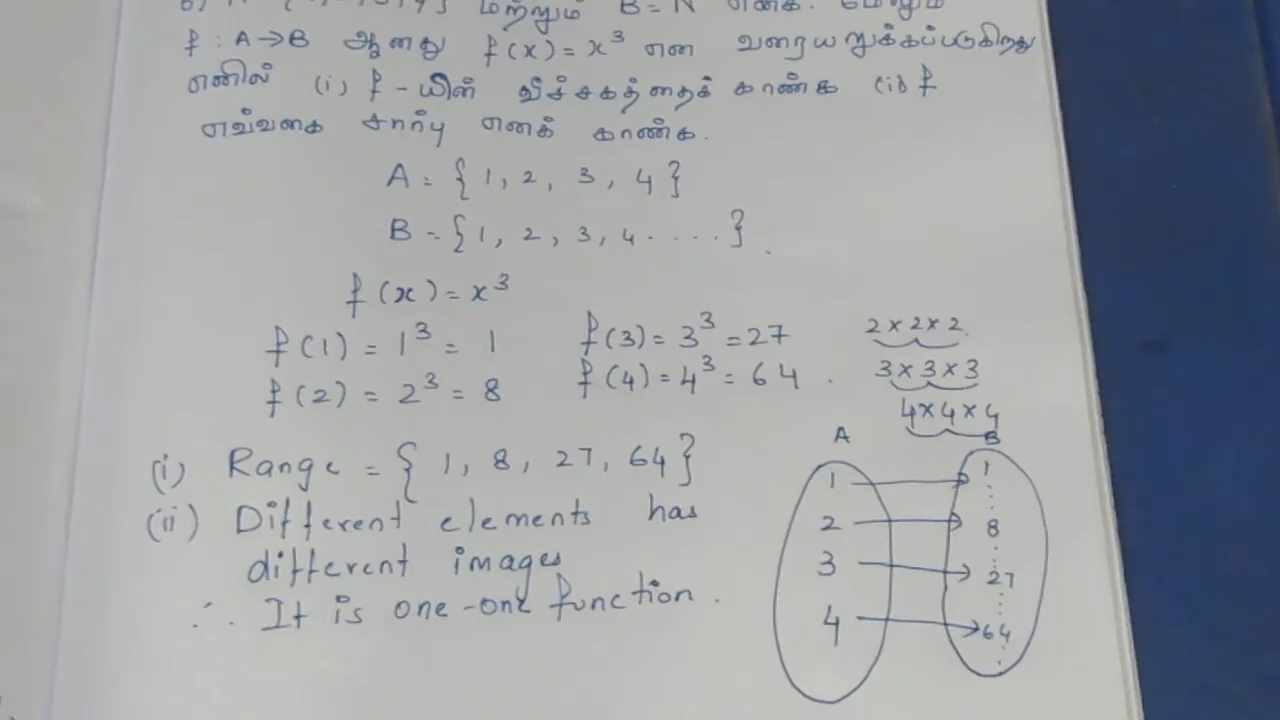 மற்றும் B = N எனக. மேலும்
f : A → B ஆனது f(x) = x³ என வரையறுக்கப்படுகிறது
எனில் (i) f - யின் வீச்சகத்தைக் காண்க (ii) f
எவ்வகை சார்பு எனக் காண்க.
A = {1, 2, 3, 4}
B = {1, 2, 3, 4 . . . . }
f(x) = x³
f(1) = 1³ = 1
f(2) = 2³ = 8
f(3) = 3³ = 27
f(4) = 4³ = 64
2 × 2 × 2
3 × 3 × 3
4 × 4 × 4
(i) Range = {1, 8, 27, 64}
(ii) Different elements has
different images
∴ It is one-one function.
A B
1 1
2 8
3 27
4 64